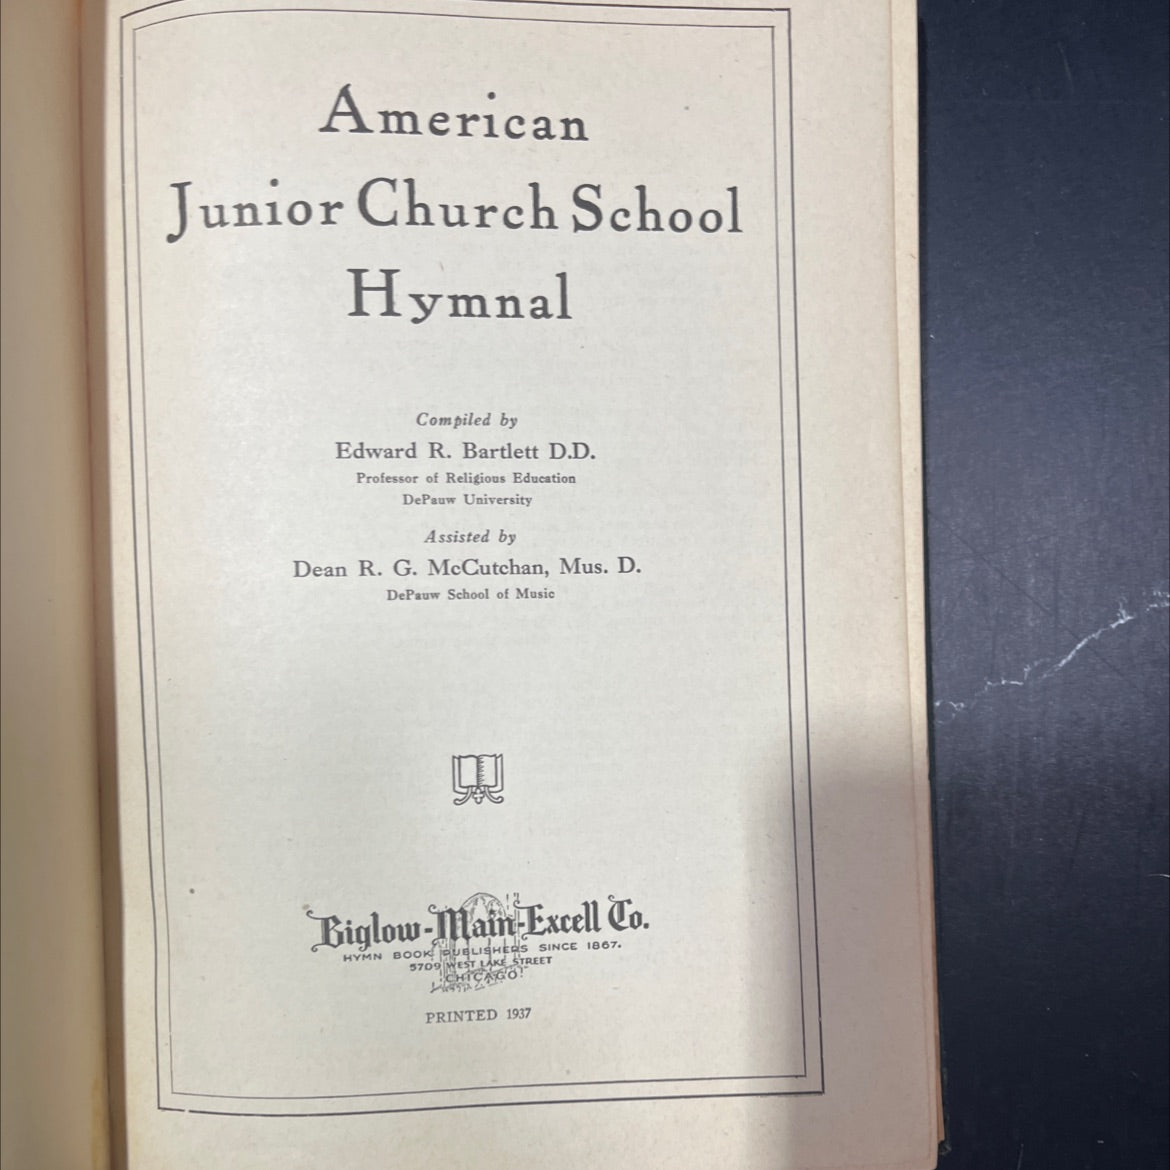 American
Junior Church School
Hymnal
Compiled by
Edward R. Bartlett D.D.
Professor of Religious Education
DePauw University
Assisted by
Dean R. G. McCutchan, Mus. D.
DePauw School of Music
Biglow-Main-Excell Co.
HYMN BOOK PUBLISHERS SINCE 1867.
5709 WEST LAKE STREET
CHICAGO
PRINTED 1937